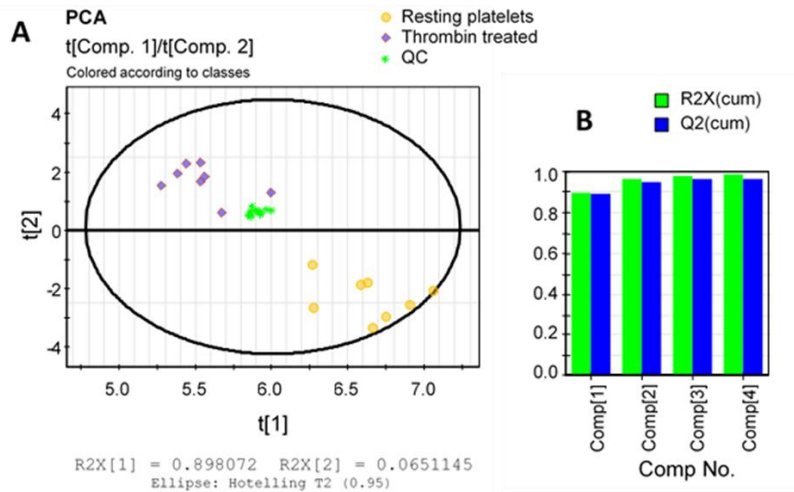 A
PCA
t[Comp. 1]/t[Comp. 2]
Colored according to classes
Resting platelets
Thrombin treated
QC
4
2
0
-2
-4
t[2]
5.0 5.5 6.0 6.5 7.0
t[1]
R2X[1] = 0.898072 R2X[2] = 0.0651145
Ellipse: Hotelling T2 (0.95)
B
R2X(cum)
Q2(cum)
1.0
0.8
0.6
0.4
0.2
0.0
Comp[1]
Comp[2]
Comp[3]
Comp[4]
Comp No.